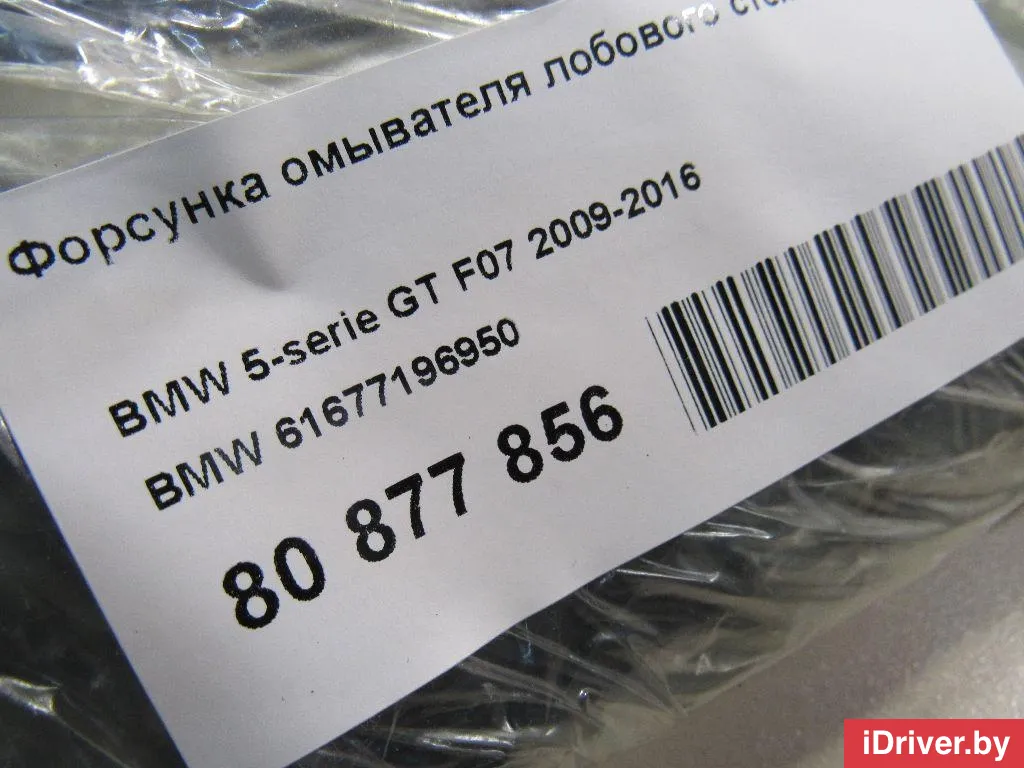 Форсунка омывателя лобового
BMW 5-serie GT F07 2009-2016
BMW 61677196950
80 877 856
iDriver.by